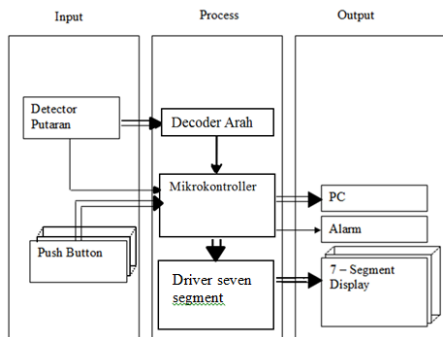 Input
Process
Output
Detector
Putaran
Decoder Arah
Mikrokontroller
PC
Alarm
Push Button
Driver seven
segment
7 – Segment
Display